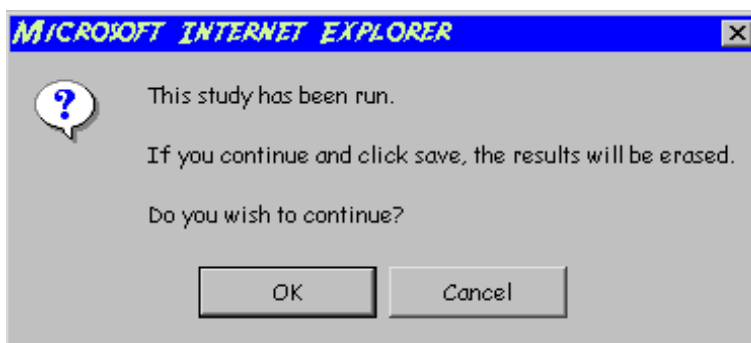 MICROSOFT INTERNET EXPLORER
?
This study has been run.
If you continue and click save, the results will be erased.
Do you wish to continue?
OK Cancel